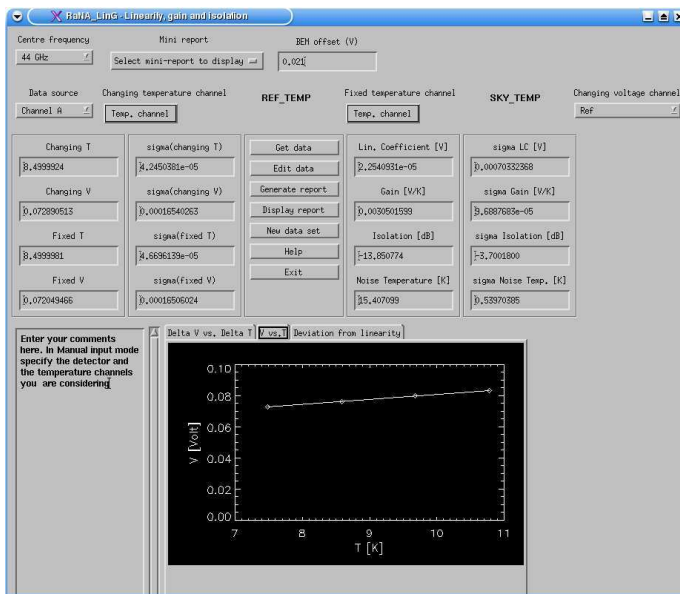 RaNA_LinG - Linearily, gain and isolation
Centre frequency
Mini report
BEM offset (V)
44 GHz
Select mini-report to display
0.021
Data source
Changing temperature channel
REF_TEMP
Fixed temperature channel
SKY_TEMP
Changing voltage channel
Channel A
Temp. channel
Temp. channel
Ref
Changing T
sigma(changing T)
Get data
Lin. Coefficient [V]
sigma LC [V]
8.4999924
4.2450381e-05
Edit data
2.2540931e-05
0.00070332368
Changing V
sigma(changing V)
Generate report
Gain [V/K]
sigma Gain [V/K]
0.072890513
0.00016540263
Display report
0.0030501599
9.6887683e-05
Fixed T
sigma(fixed T)
New data set
Isolation [dB]
sigma Isolation [dB]
8.4999981
4.6696139e-05
Help
-13.850774
-3.7001800
Fixed V
sigma(fixed V)
Exit
Noise Temperature [K]
sigma Noise Temp. [K]
0.072049466
0.00016506024
15.407099
0.53970385
Enter your comments
here. In Manual input mode
specify the detector and
the temperature channels
you are considering
Delta V vs. Delta T
V vs.T
Deviation from linearity
0.10
0.08
0.06
0.04
0.02
0.00
V [Volt]
7
8
9
10
11
T [K]